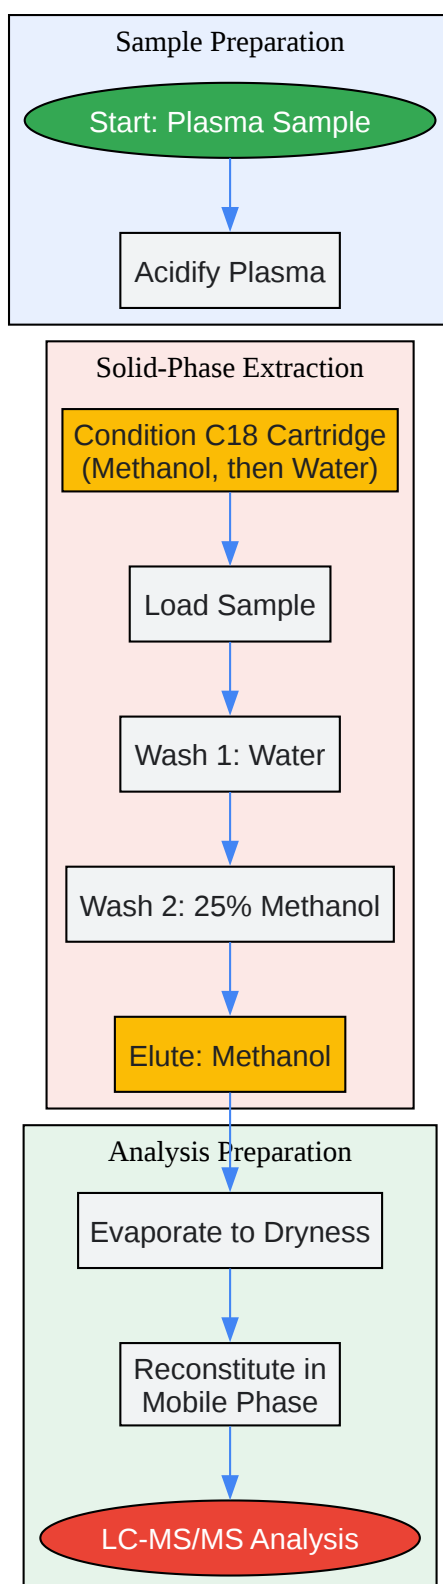 Sample Preparation
Start: Plasma Sample
Acidify Plasma
Solid-Phase Extraction
Condition C18 Cartridge
(Methanol, then Water)
Load Sample
Wash 1: Water
Wash 2: 25% Methanol
Elute: Methanol
Analysis Preparation
Evaporate to Dryness
Reconstitute in
Mobile Phase
LC-MS/MS Analysis